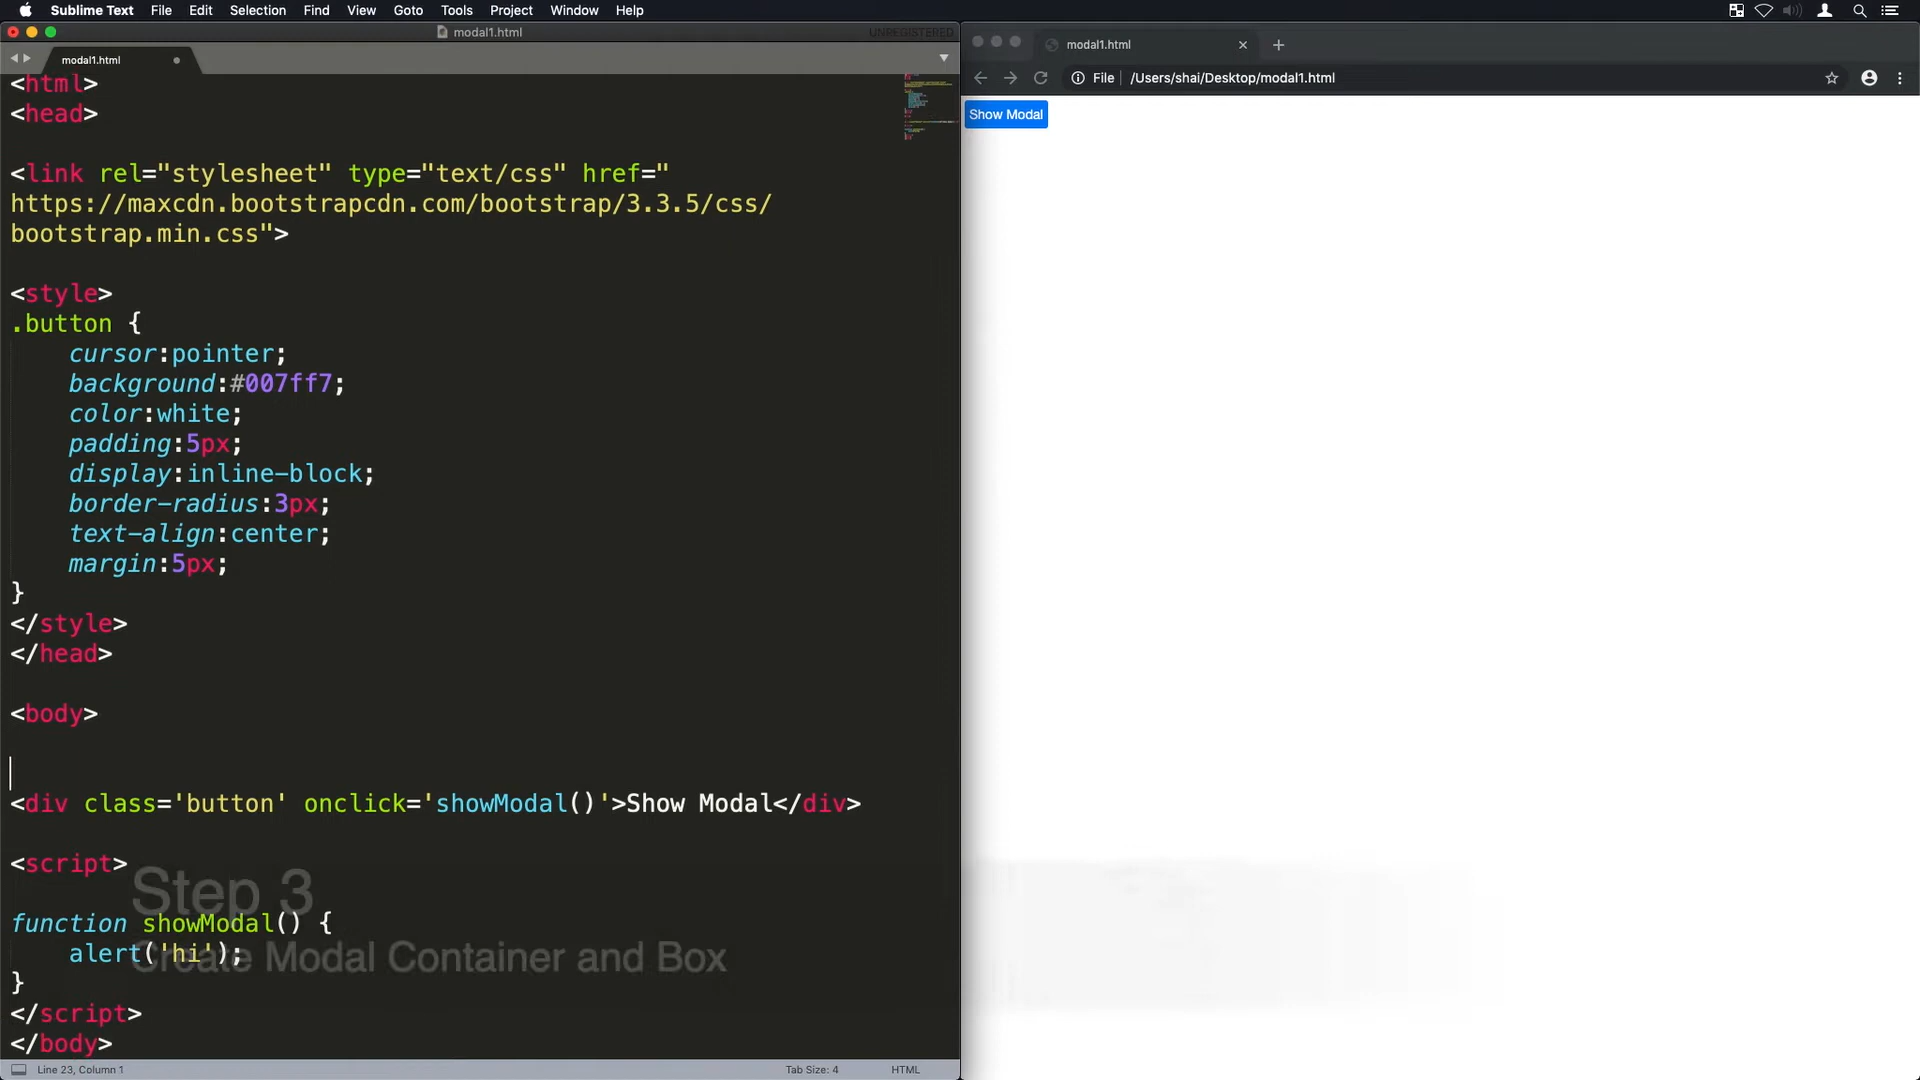 Sublime Text File Edit Selection Find View Goto Tools Project Window Help
modal1.html
UNREGISTERED
modal1.html
<html>
<head>
<link rel="stylesheet" type="text/css" href="
https://maxcdn.bootstrapcdn.com/bootstrap/3.3.5/css/
bootstrap.min.css">
<style>
.button {
cursor:pointer;
background:#007ff7;
color:white;
padding:5px;
display:inline-block;
border-radius:3px;
text-align:center;
margin:5px;
}
</style>
</head>
<body>
<div class='button' onclick='showModal()'>Show Modal</div>
<script>
function showModal() {
alert('hi');
}
</script>
</body>
Step 3
Create Modal Container and Box
Line 23, Column 1
Tab Size: 4
HTML
modal1.html
File /Users/shai/Desktop/modal1.html
Show Modal